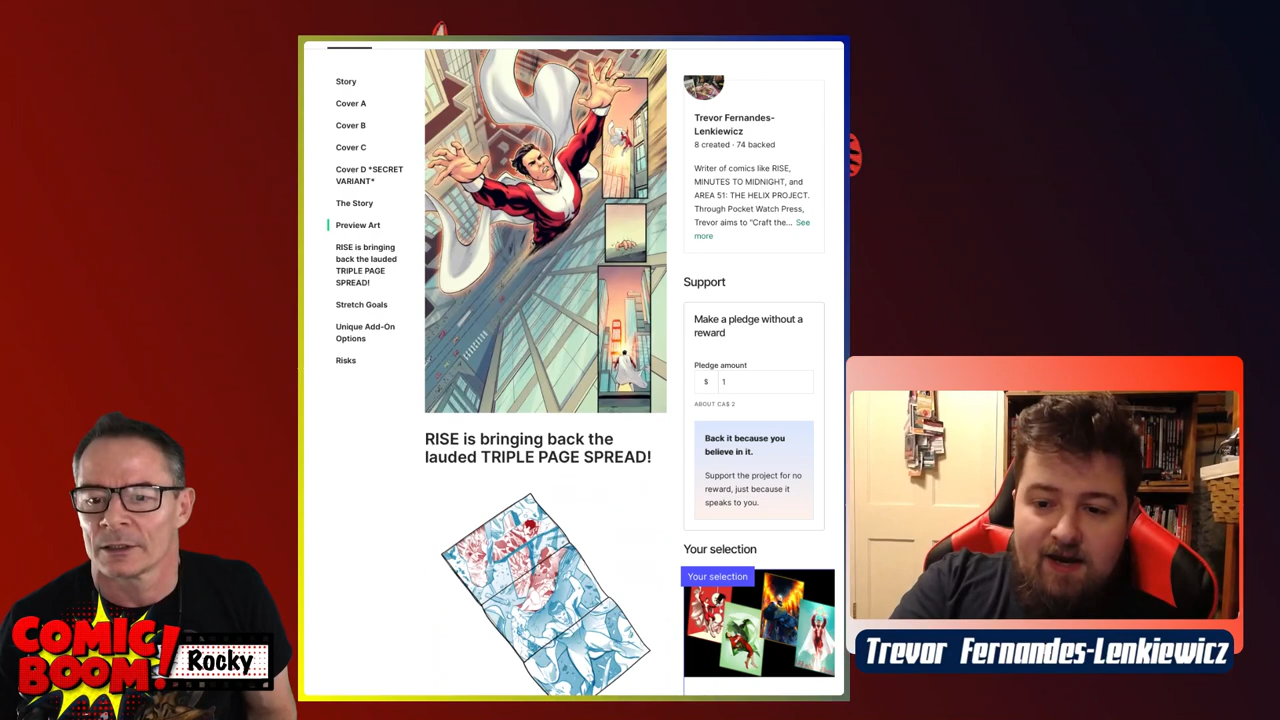 Story
Cover A
Cover B
Cover C
Cover D *SECRET
VARIANT*
The Story
Preview Art
RISE is bringing
back the lauded
TRIPLE PAGE
SPREAD!
Stretch Goals
Unique Add-On
Options
Risks
RISE is bringing back the
lauded TRIPLE PAGE SPREAD!
Trevor Fernandes-
Lenkiewicz
8 created · 74 backed
Writer of comics like RISE,
MINUTES TO MIDNIGHT, and
AREA 51: THE HELIX PROJECT.
Through Pocket Watch Press,
Trevor aims to "Craft the... See
more
Support
Make a pledge without a
reward
Pledge amount
$ 1
ABOUT CA$ 2
Back it because you
believe in it.
Support the project for no
reward, just because it
speaks to you.
Your selection
Your selection
COMIC
BOOM!
Rocky
Trevor Fernandes-Lenkiewicz